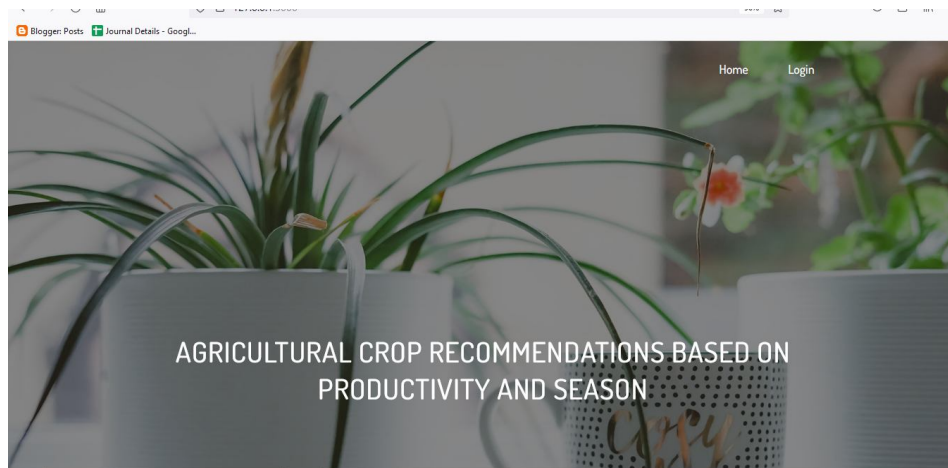 Blogger: Posts Journal Details - Googl...
Home Login
AGRICULTURAL CROP RECOMMENDATIONS BASED ON
PRODUCTIVITY AND SEASON